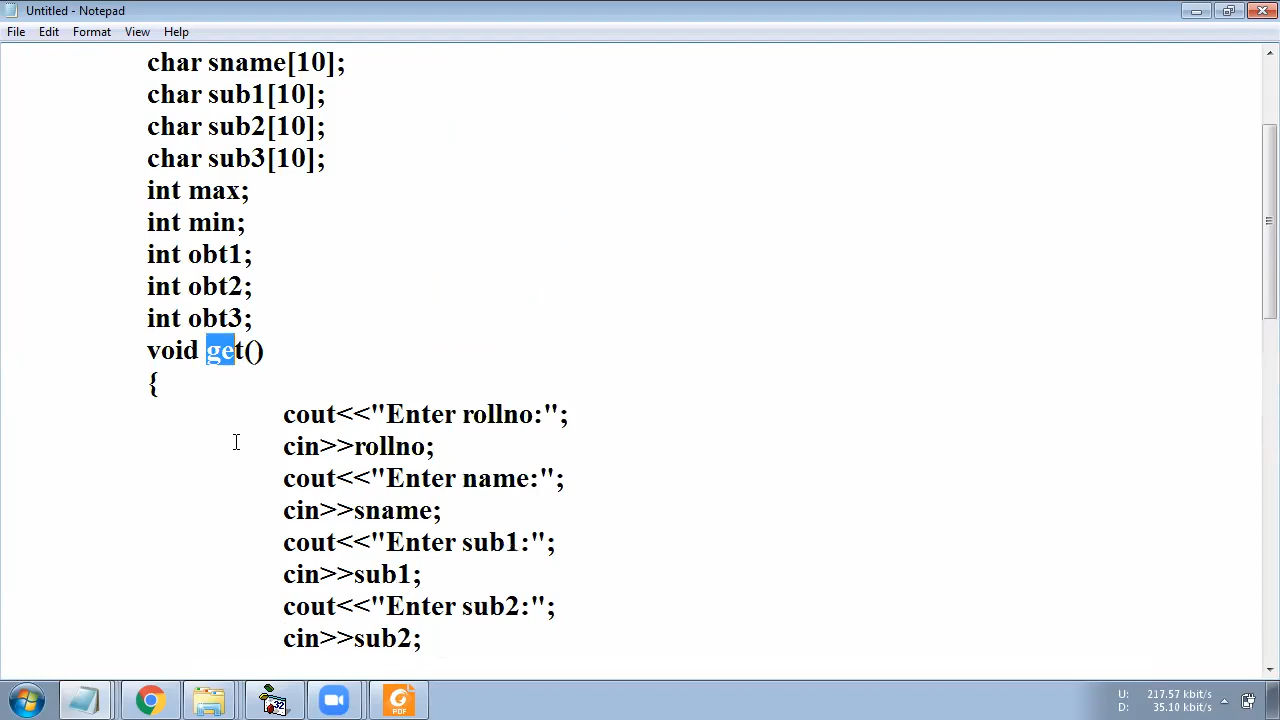 Untitled - Notepad
File Edit Format View Help
char sname[10];
char sub1[10];
char sub2[10];
char sub3[10];
int max;
int min;
int obt1;
int obt2;
int obt3;
void get()
{
cout<<"Enter rollno:";
cin>>rollno;
cout<<"Enter name:";
cin>>sname;
cout<<"Enter sub1:";
cin>>sub1;
cout<<"Enter sub2:";
cin>>sub2;
32
PDF
U: 217.57 kbit/s
D: 35.10 kbit/s